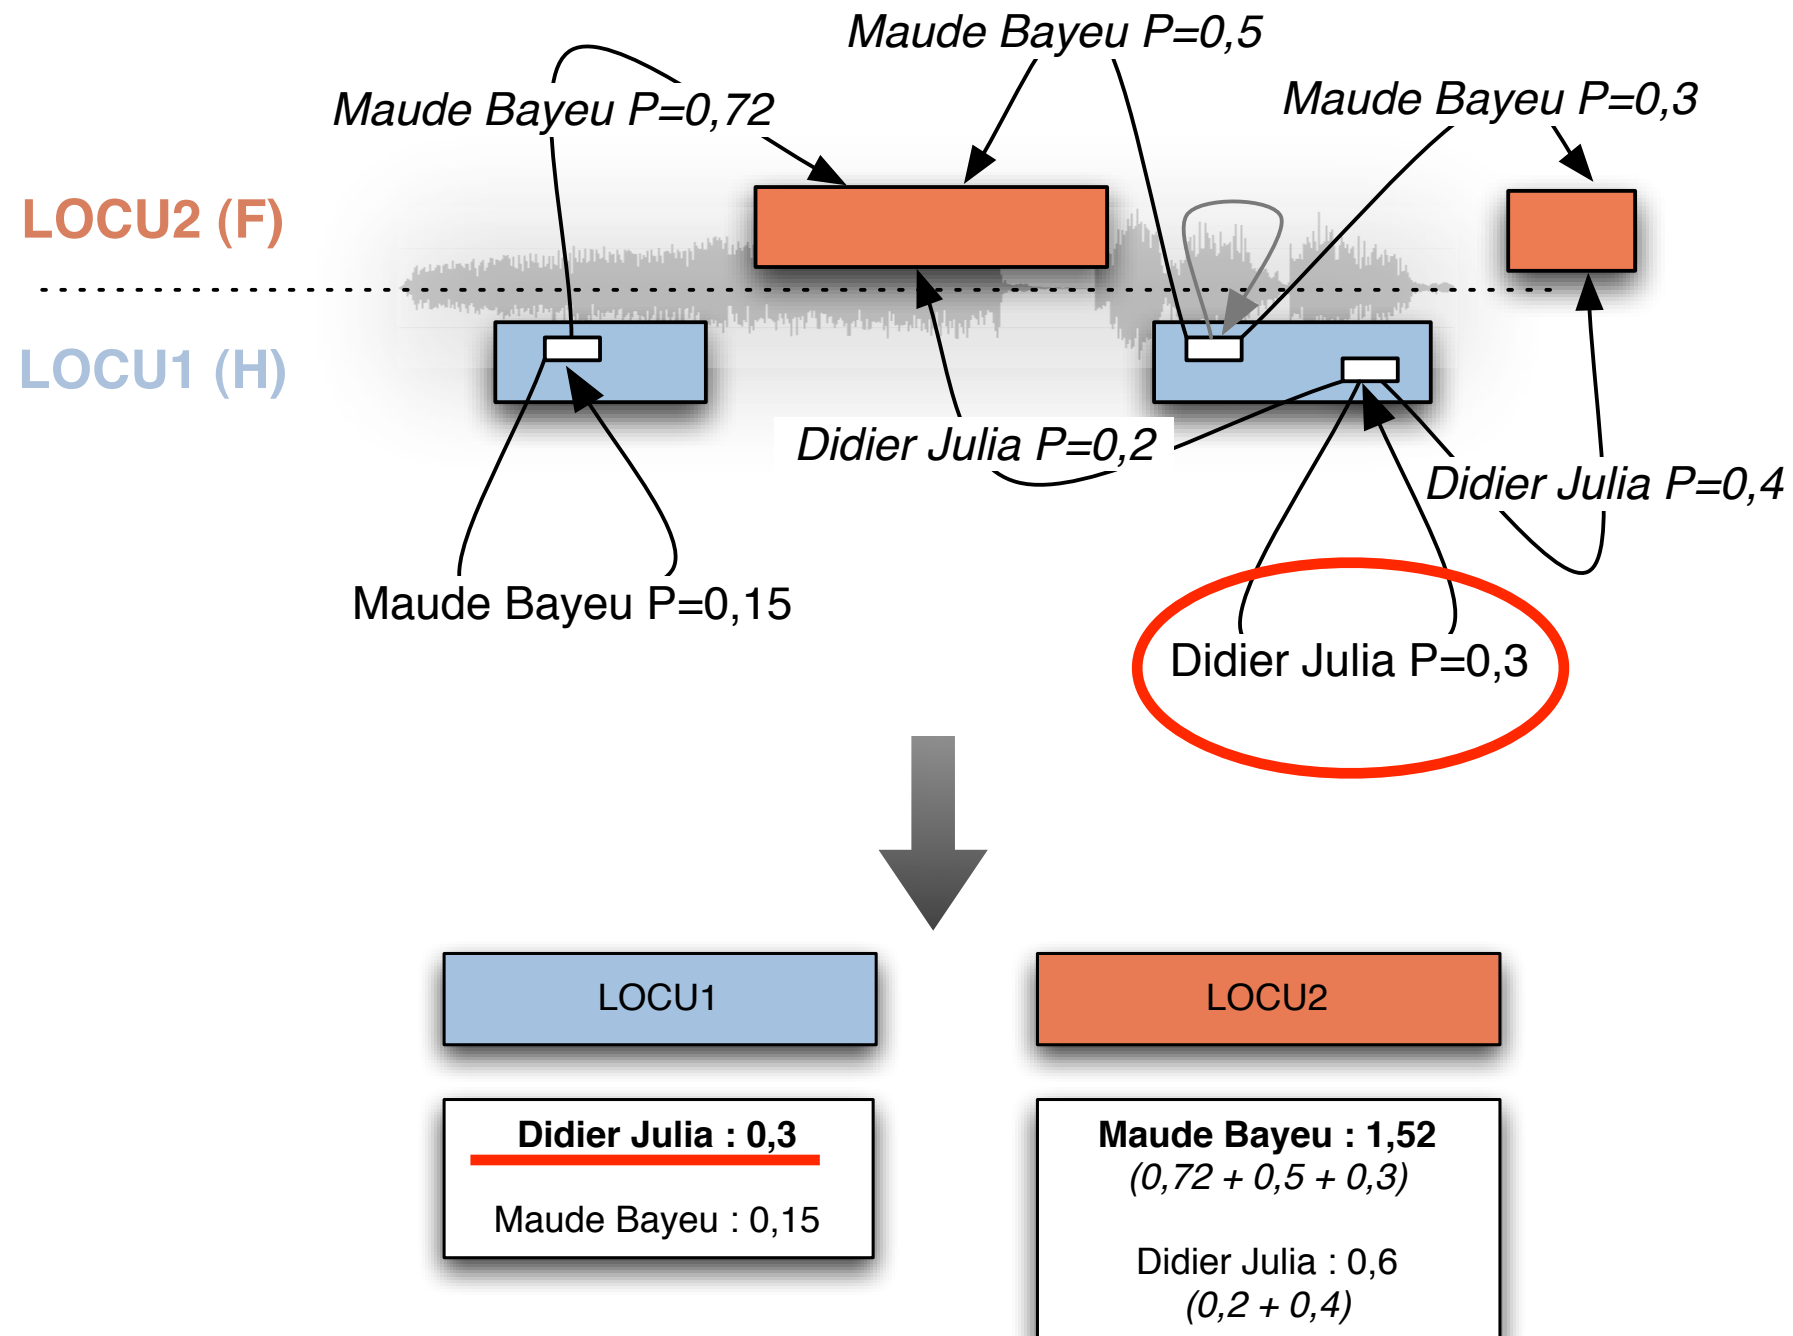 Maude Bayeu P=0,5
Maude Bayeu P=0,72
Maude Bayeu P=0,3
LOCU2 (F)
LOCU1 (H)
Didier Julia P=0,2
Didier Julia P=0,4
Maude Bayeu P=0,15
Didier Julia P=0,3
LOCU1
LOCU2
Didier Julia : 0,3
Maude Bayeu : 0,15
Maude Bayeu : 1,52
(0,72 + 0,5 + 0,3)
Didier Julia : 0,6
(0,2 + 0,4)